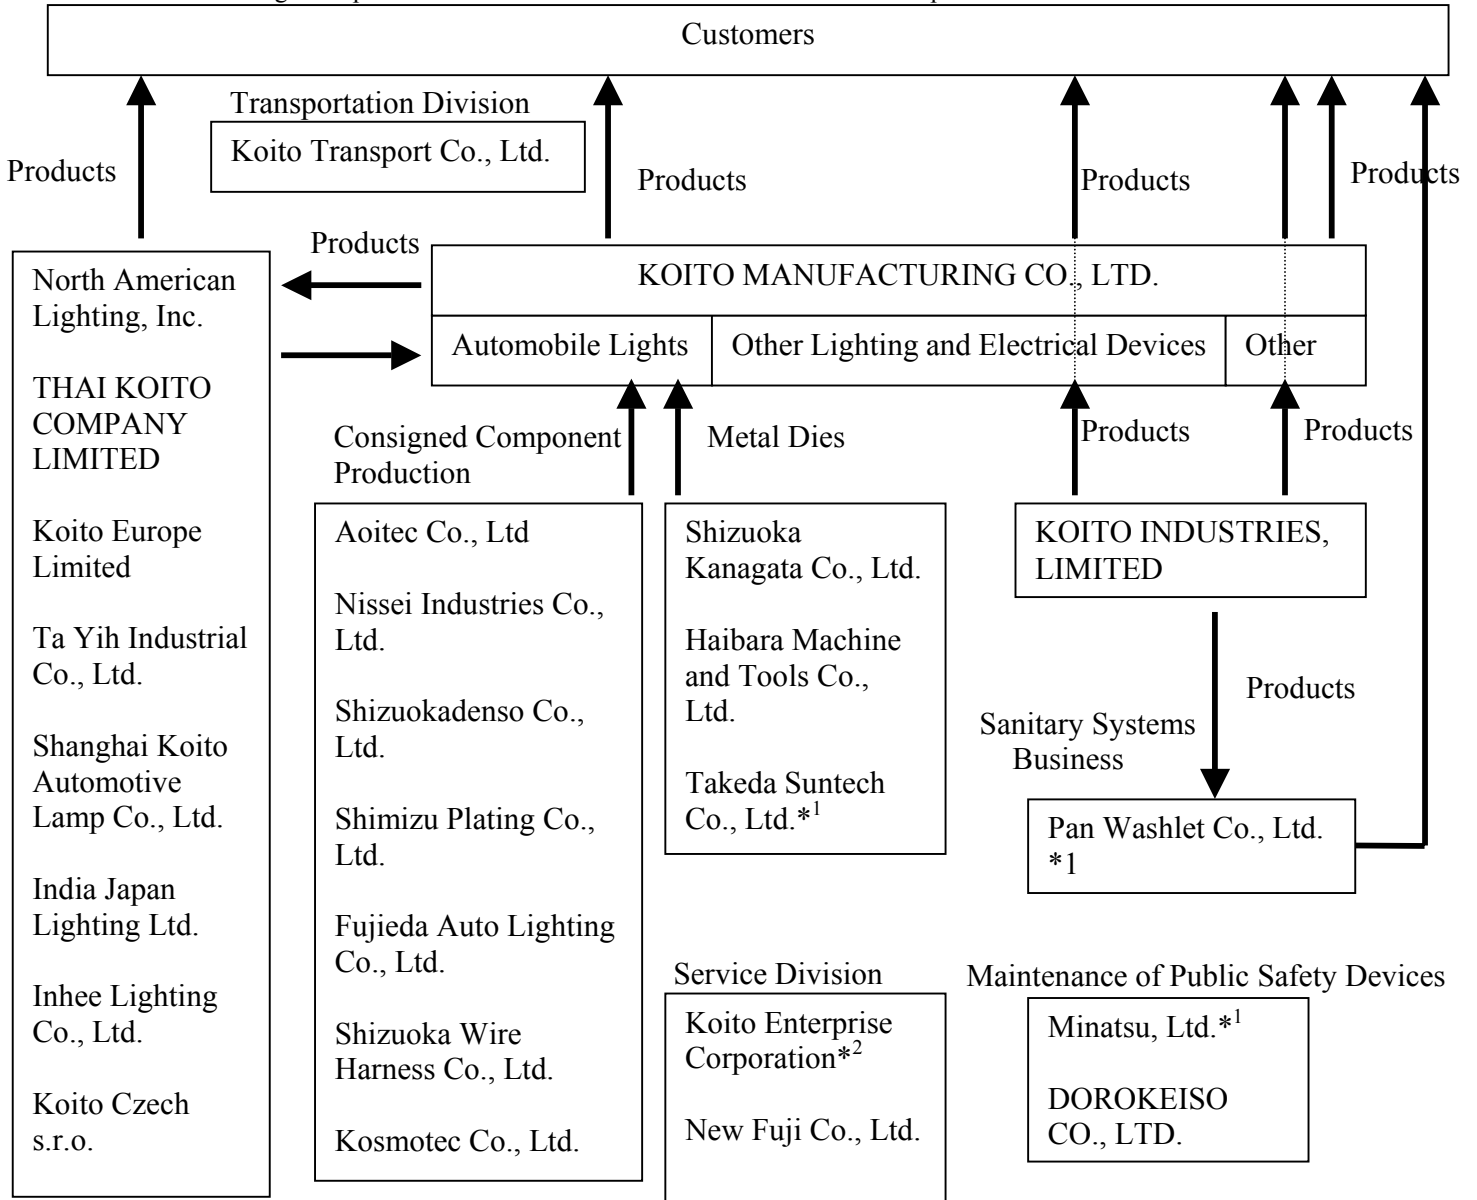 Customers
Transportation Division
Koito Transport Co., Ltd.
Products
Products
Products
Products
Products
KOITO MANUFACTURING CO., LTD.
Automobile Lights
Other Lighting and Electrical Devices
Other
North American
Lighting, Inc.
THAI KOITO
COMPANY
LIMITED
Koito Europe
Limited
Ta Yih Industrial
Co., Ltd.
Shanghai Koito
Automotive
Lamp Co., Ltd.
India Japan
Lighting Ltd.
Inhee Lighting
Co., Ltd.
Koito Czech
s.r.o.
Consigned Component
Production
Metal Dies
Products
Products
Aoitec Co., Ltd
Nissei Industries Co.,
Ltd.
Shizuokadenso Co.,
Ltd.
Shimizu Plating Co.,
Ltd.
Fujieda Auto Lighting
Co., Ltd.
Shizuoka Wire
Harness Co., Ltd.
Kosmotec Co., Ltd.
Shizuoka
Kanagata Co., Ltd.
Haibara Machine
and Tools Co.,
Ltd.
Takeda Suntech
Co., Ltd.*1
KOITO INDUSTRIES,
LIMITED
Products
Sanitary Systems
Business
Pan Washlet Co., Ltd.
*1
Service Division
Koito Enterprise
Corporation*2
New Fuji Co., Ltd.
Maintenance of Public Safety Devices
Minatsu, Ltd.*1
DOROKEISO
CO., LTD.